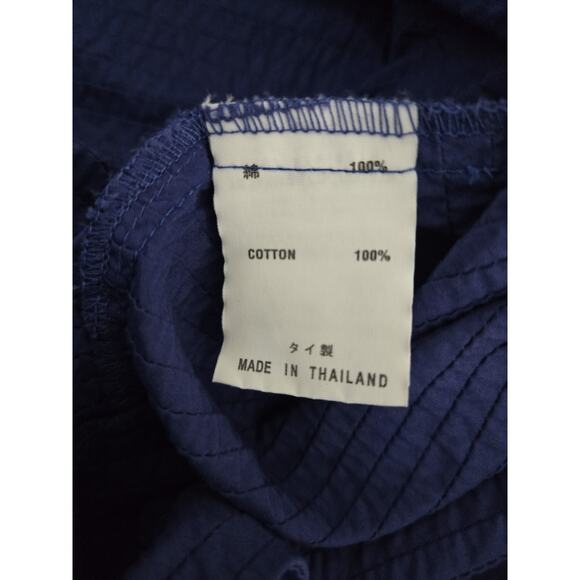 綿 100%
COTTON 100%
タイ製
MADE IN THAILAND